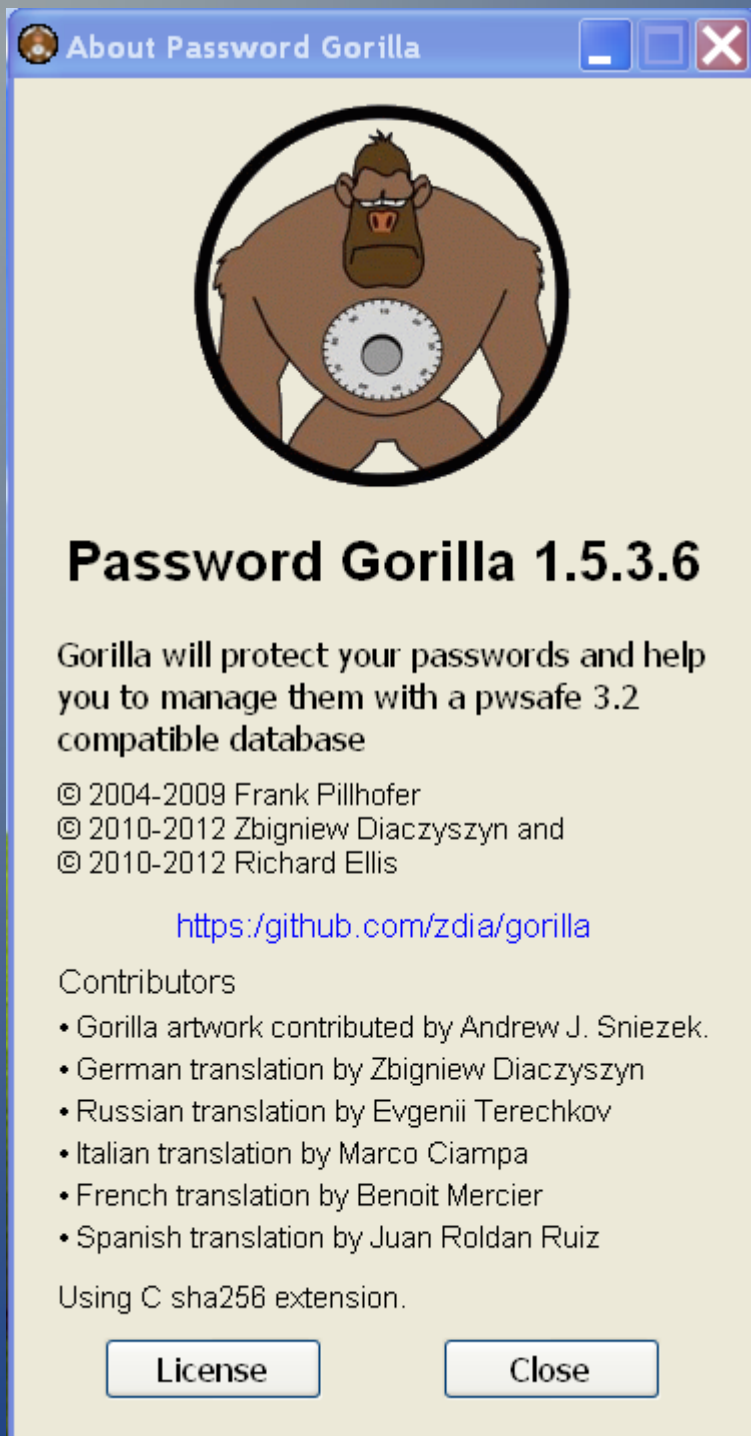 About Password Gorilla
Password Gorilla 1.5.3.6
Gorilla will protect your passwords and help
you to manage them with a pwsafe 3.2
compatible database
© 2004-2009 Frank Pillhofer
© 2010-2012 Zbigniew Diaczyszyn and
© 2010-2012 Richard Ellis
https:/github.com/zdia/gorilla
Contributors
• Gorilla artwork contributed by Andrew J. Sniezek.
• German translation by Zbigniew Diaczyszyn
• Russian translation by Evgenii Terechkov
• Italian translation by Marco Ciampa
• French translation by Benoit Mercier
• Spanish translation by Juan Roldan Ruiz
Using C sha256 extension.
License
Close